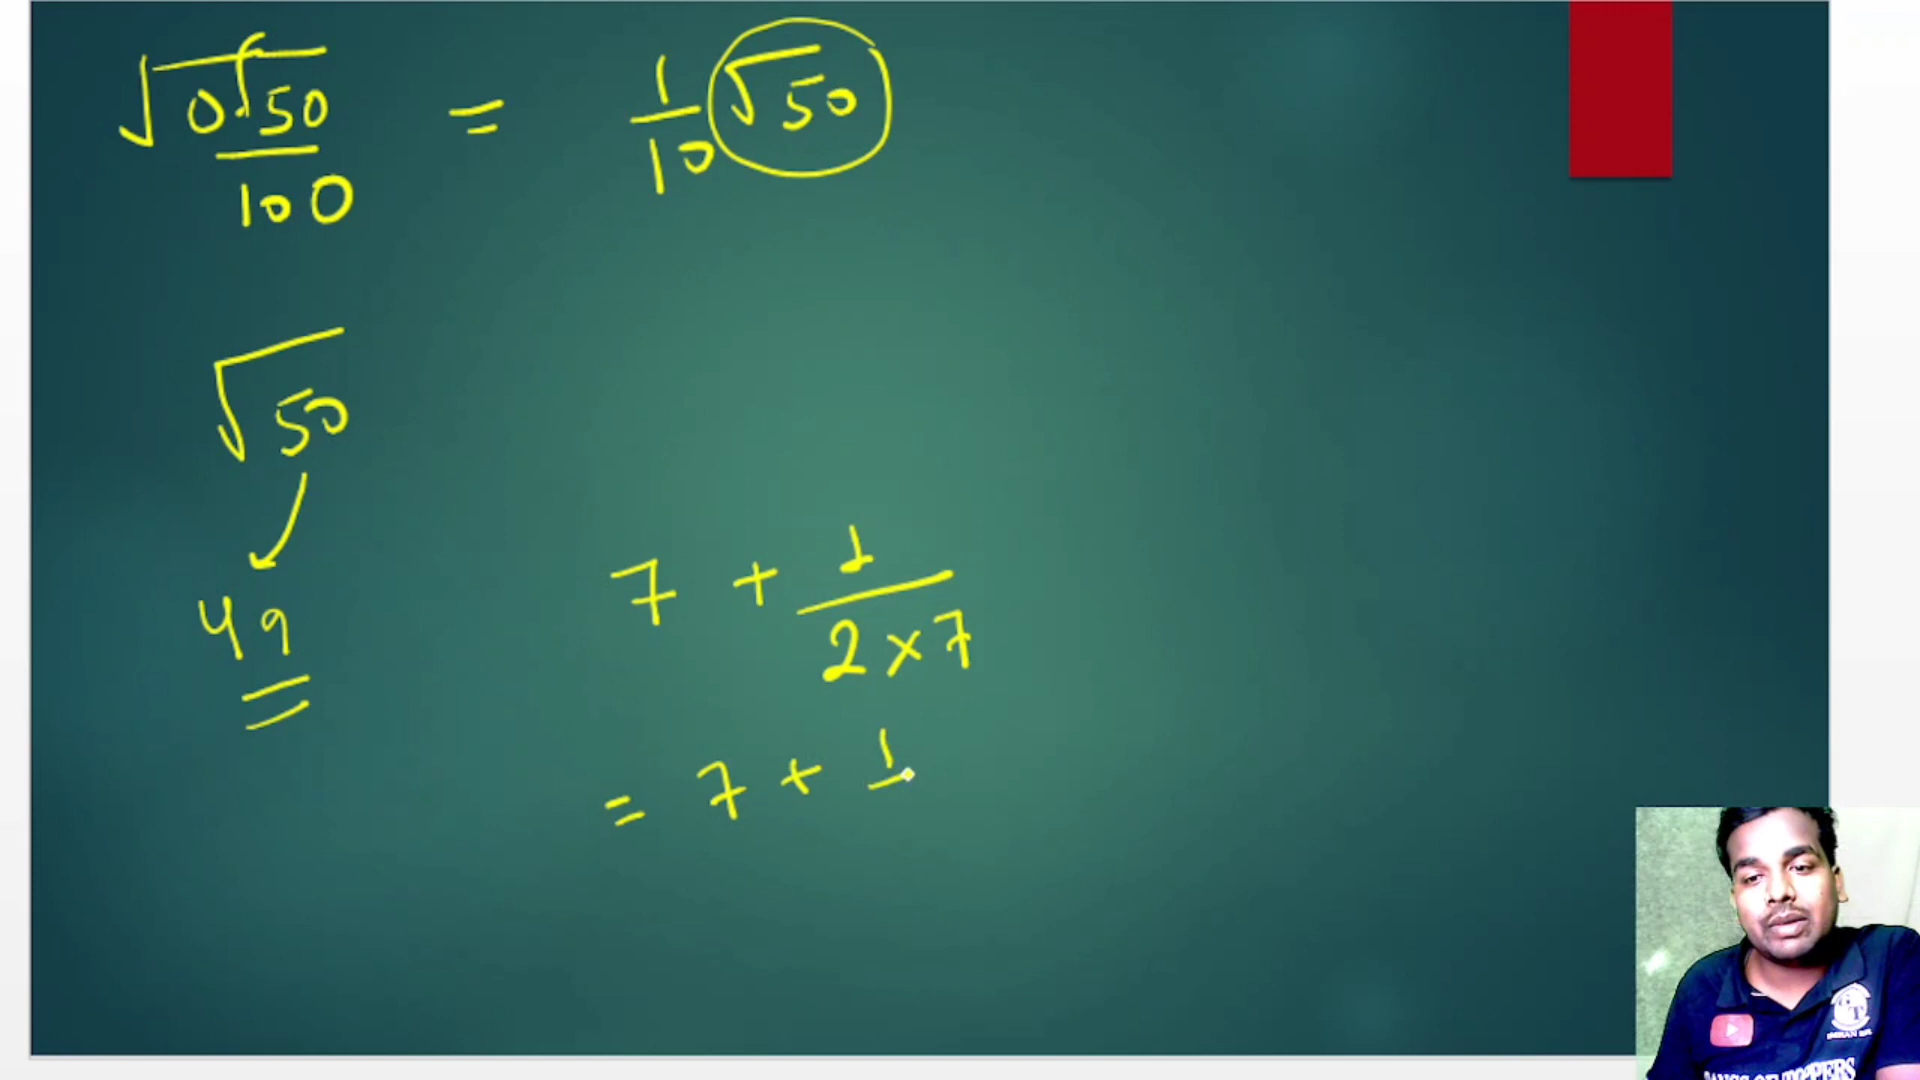 √0.50/100 = 1/10 √50
√50
49
7 + 1/2×7
= 7 + 1